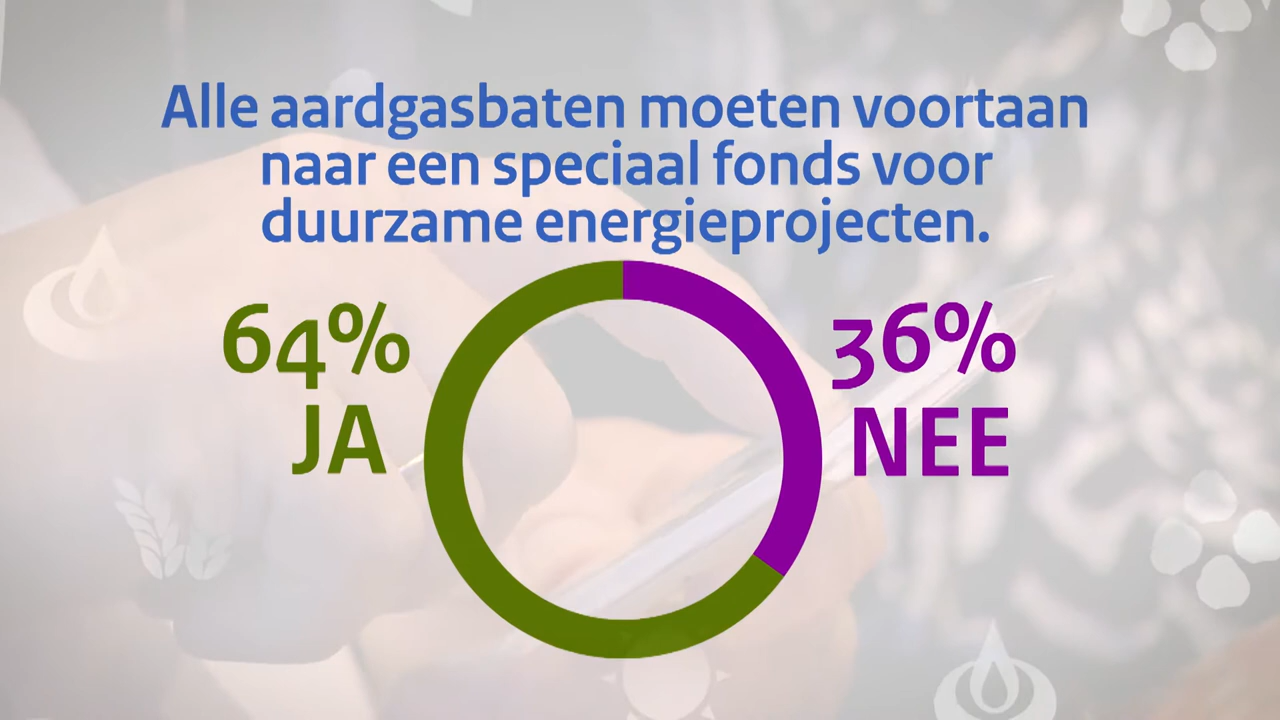 Alle aardgasbaten moeten voortaan
naar een speciaal fonds voor
duurzame energieprojecten.
64%
JA
36%
NEE